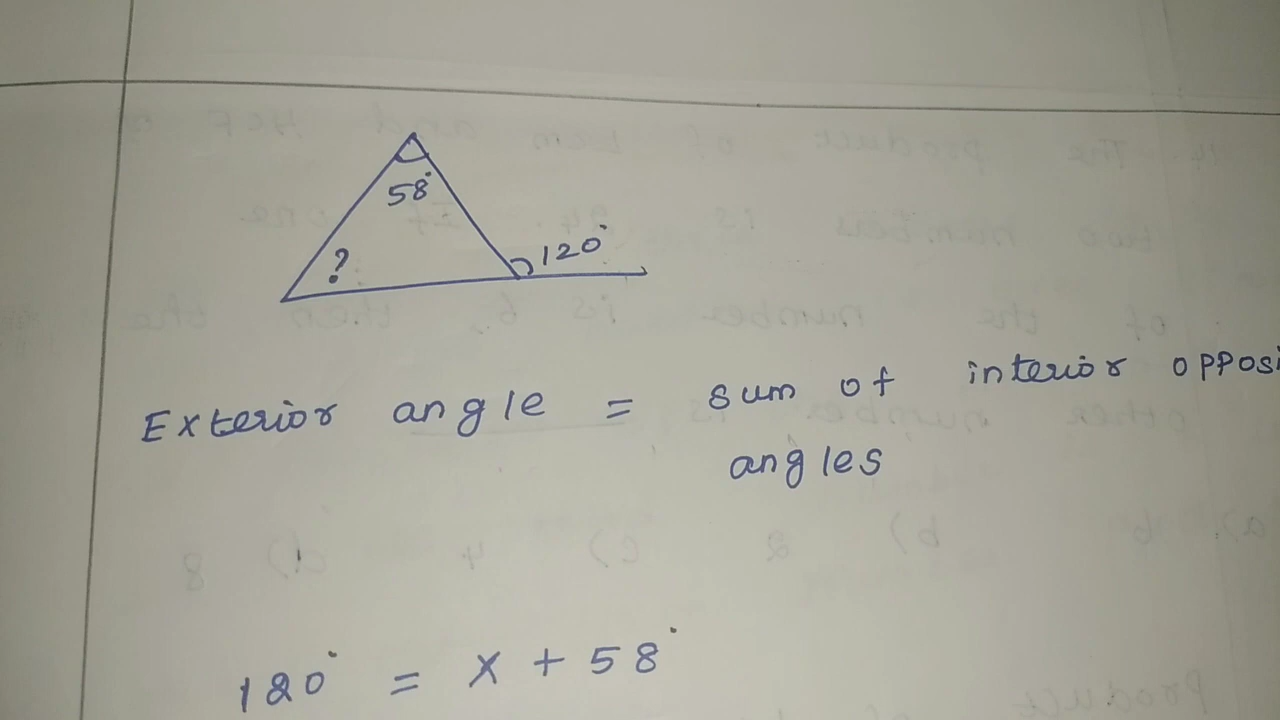 58°
?
120°
Exterior angle = sum of interior opposi
angles
120° = x + 58°